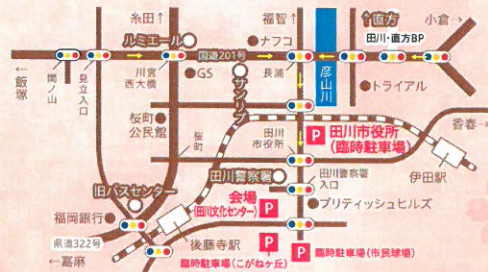 糸田↑
福智↑
↑直方
小倉→
ルミエール
ナフコ
田川・直方BP
国道201号
←飯塚
関の山
見立入口
川宮西大橋
GS
サンリブ
長浦
彦山川
トライアル
香春→
桜町公民館
桜町
田川市役所
P 田川市役所
(臨時駐車場)
伊田駅
田川警察署
田川警察署入口
旧バスセンター
会場 P
(田川文化センター)
ブリティッシュヒルズ
福岡銀行
県道322号
←嘉麻
後藤寺駅
P
臨時駐車場(こがねヶ丘)
P 臨時駐車場(市民球場)